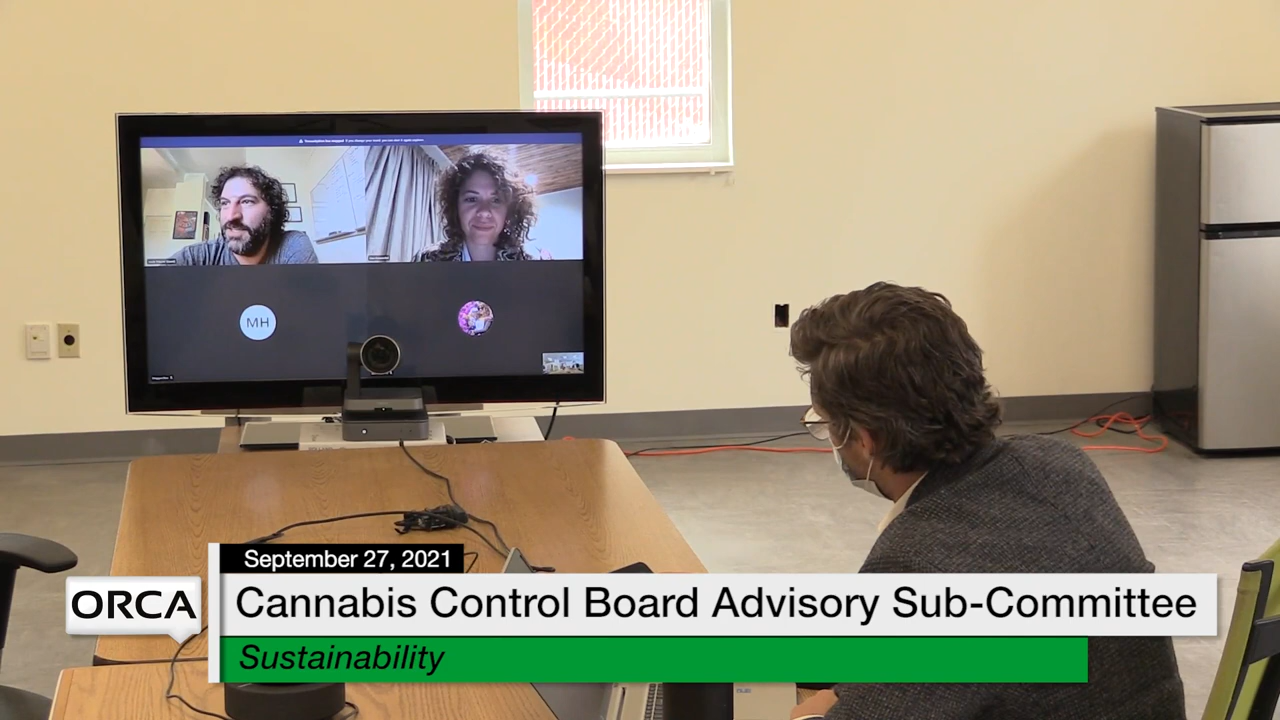 MH
September 27, 2021
ORCA
Cannabis Control Board Advisory Sub-Committee
Sustainability